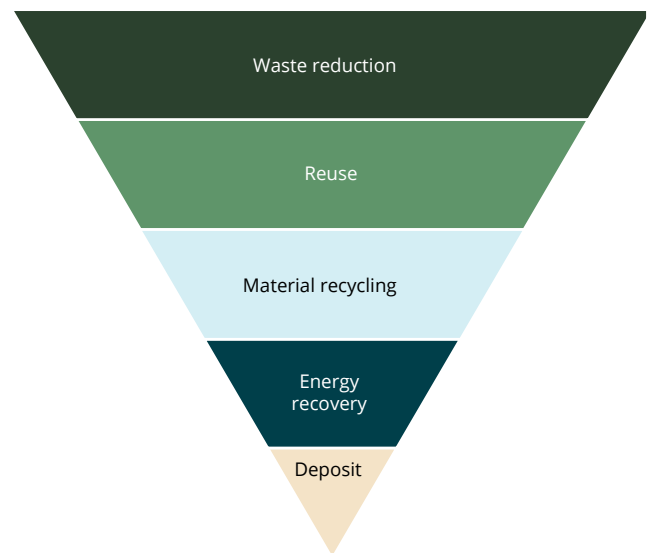 Waste reduction
Reuse
Material recycling
Energy
recovery
Deposit